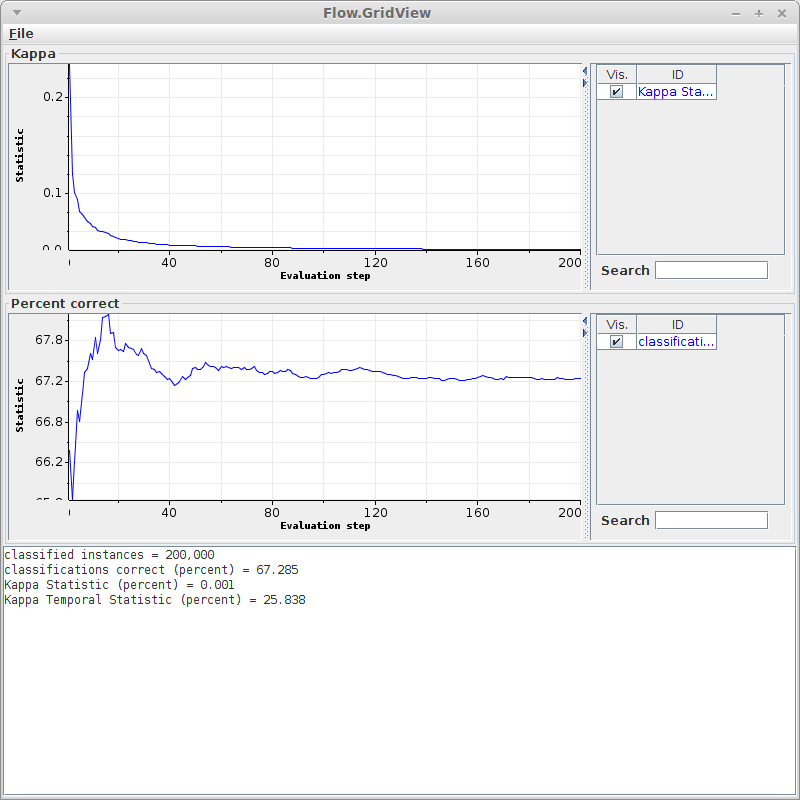 Flow.GridView
File
Kappa
Vis. ID
Kappa Sta...
0.2
0.1
0.0
Statistic
40 80 120 160 200
Evaluation step
Search
Percent correct
Vis. ID
classificati...
67.8
67.2
66.8
66.2
65.8
Statistic
40 80 120 160 200
Evaluation step
Search
classified instances = 200,000
classifications correct (percent) = 67.285
Kappa Statistic (percent) = 0.001
Kappa Temporal Statistic (percent) = 25.838